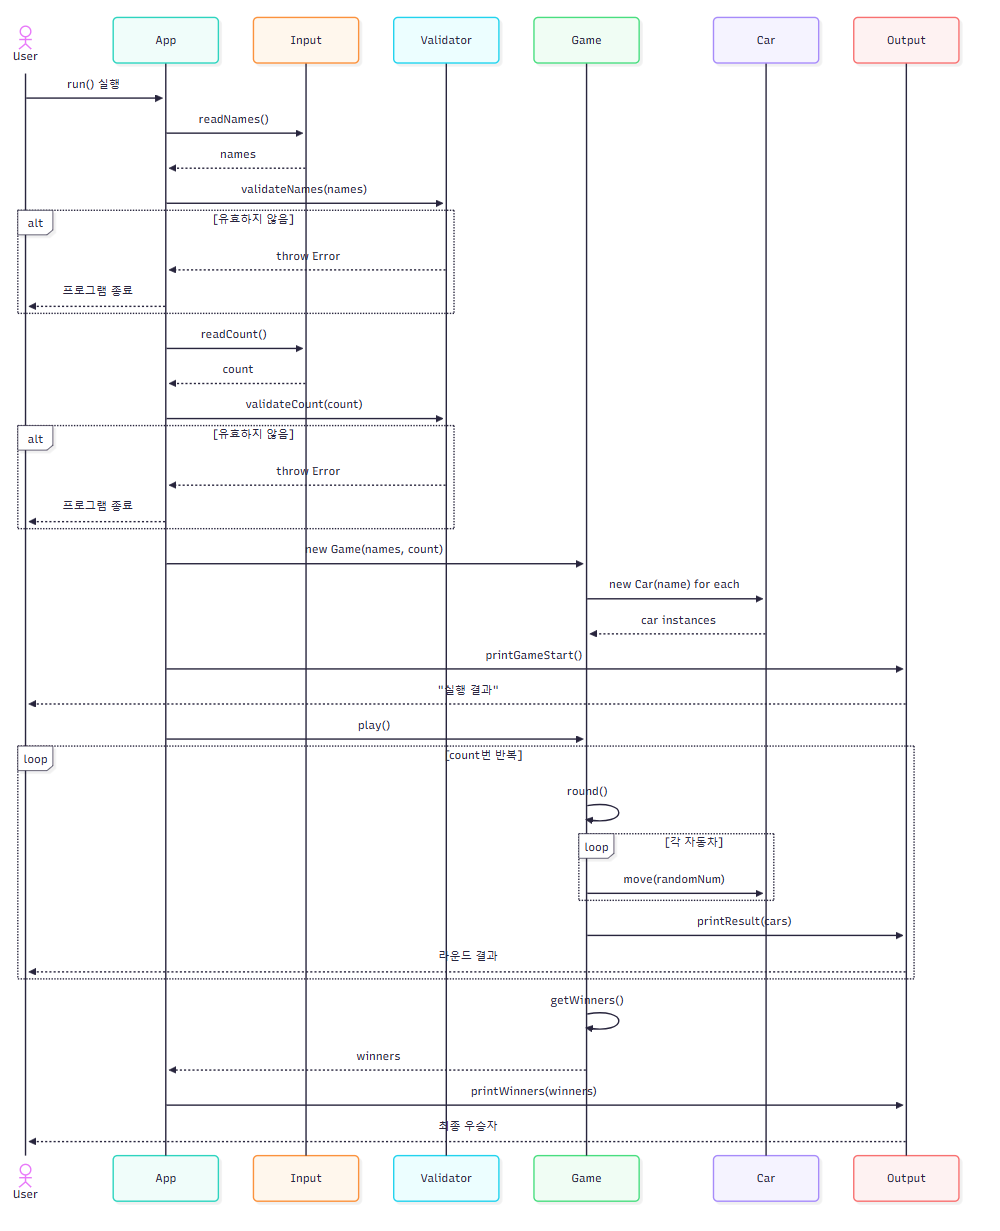 User
App
Input
Validator
Game
Car
Output
run() 실행
readNames()
names
validateNames(names)
alt
[유효하지 않음]
throw Error
프로그램 종료
readCount()
count
validateCount(count)
alt
[유효하지 않음]
throw Error
프로그램 종료
new Game(names, count)
new Car(name) for each
car instances
printGameStart()
"실행 결과"
play()
loop
[count번 반복]
round()
loop
[각 자동차]
move(randomNum)
printResult(cars)
라운드 결과
getWinners()
winners
printWinners(winners)
최종 우승자
User
App
Input
Validator
Game
Car
Output